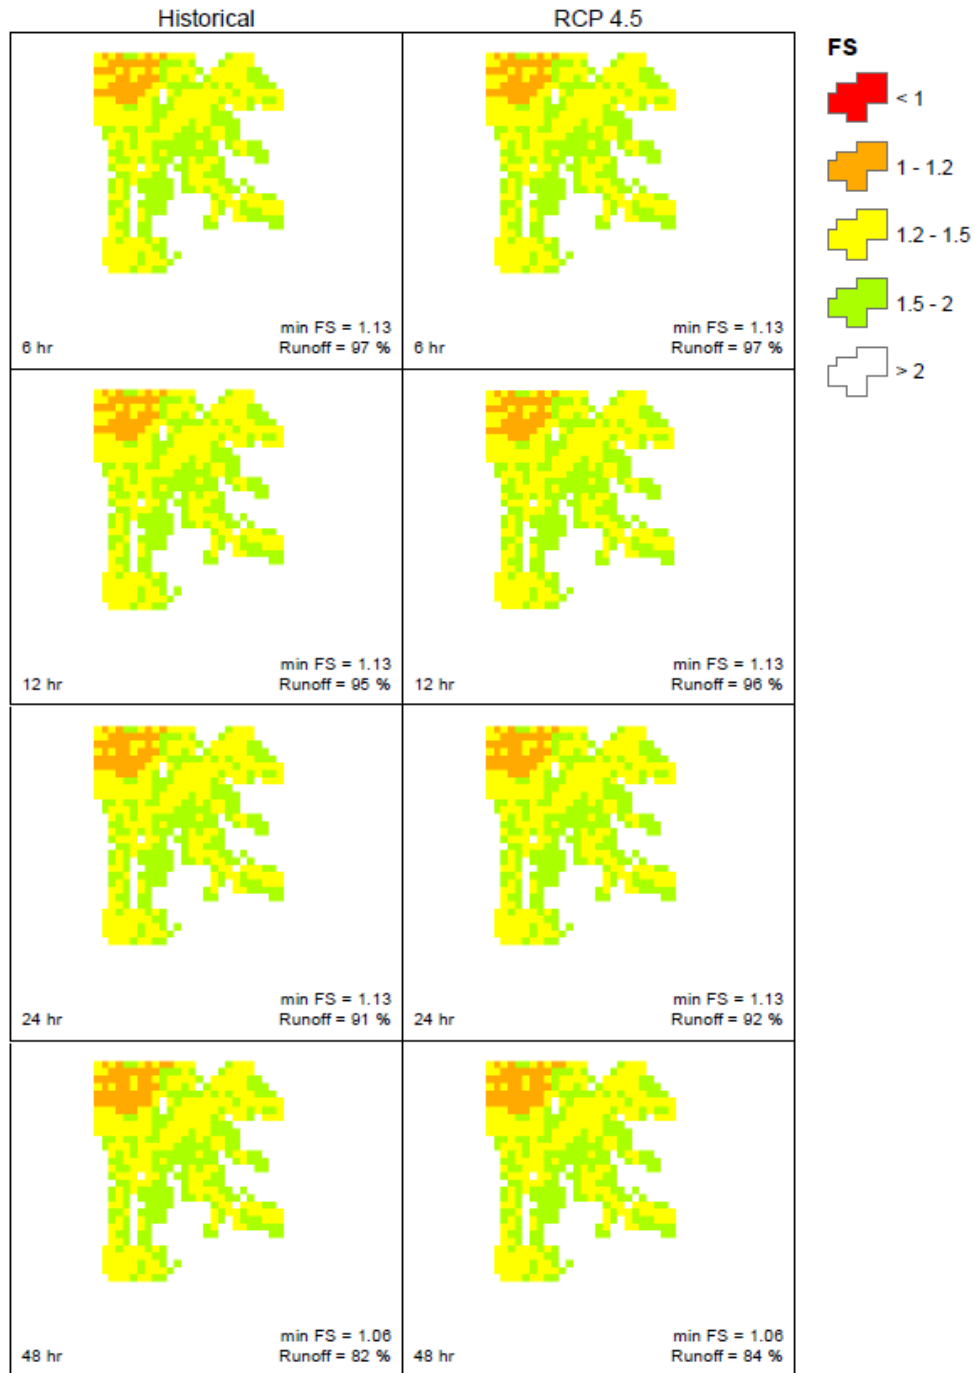 Historical
RCP 4.5
FS
< 1
1 - 1.2
1.2 - 1.5
1.5 - 2
> 2
min FS = 1.13
6 hr
Runoff = 97 %
min FS = 1.13
6 hr
Runoff = 97 %
min FS = 1.13
12 hr
Runoff = 95 %
min FS = 1.13
12 hr
Runoff = 96 %
min FS = 1.13
24 hr
Runoff = 91 %
min FS = 1.13
24 hr
Runoff = 92 %
min FS = 1.06
48 hr
Runoff = 82 %
min FS = 1.06
48 hr
Runoff = 84 %